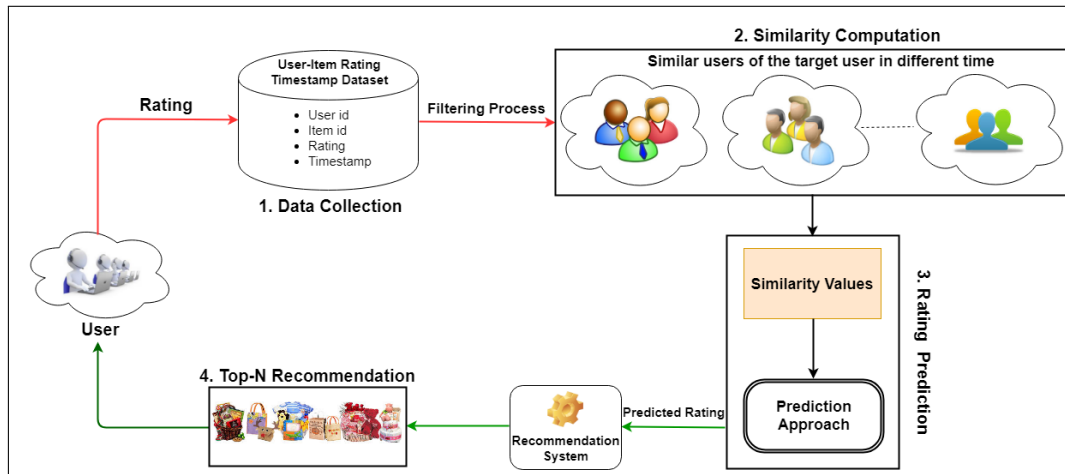 2. Similarity Computation
Similar users of the target user in different time
User-Item Rating
Timestamp Dataset
• User id
• Item id
• Rating
• Timestamp
Rating
Filtering Process
1. Data Collection
User
Similarity Values
3. Rating Prediction
Prediction
Approach
Predicted Rating
Recommendation
System
4. Top-N Recommendation